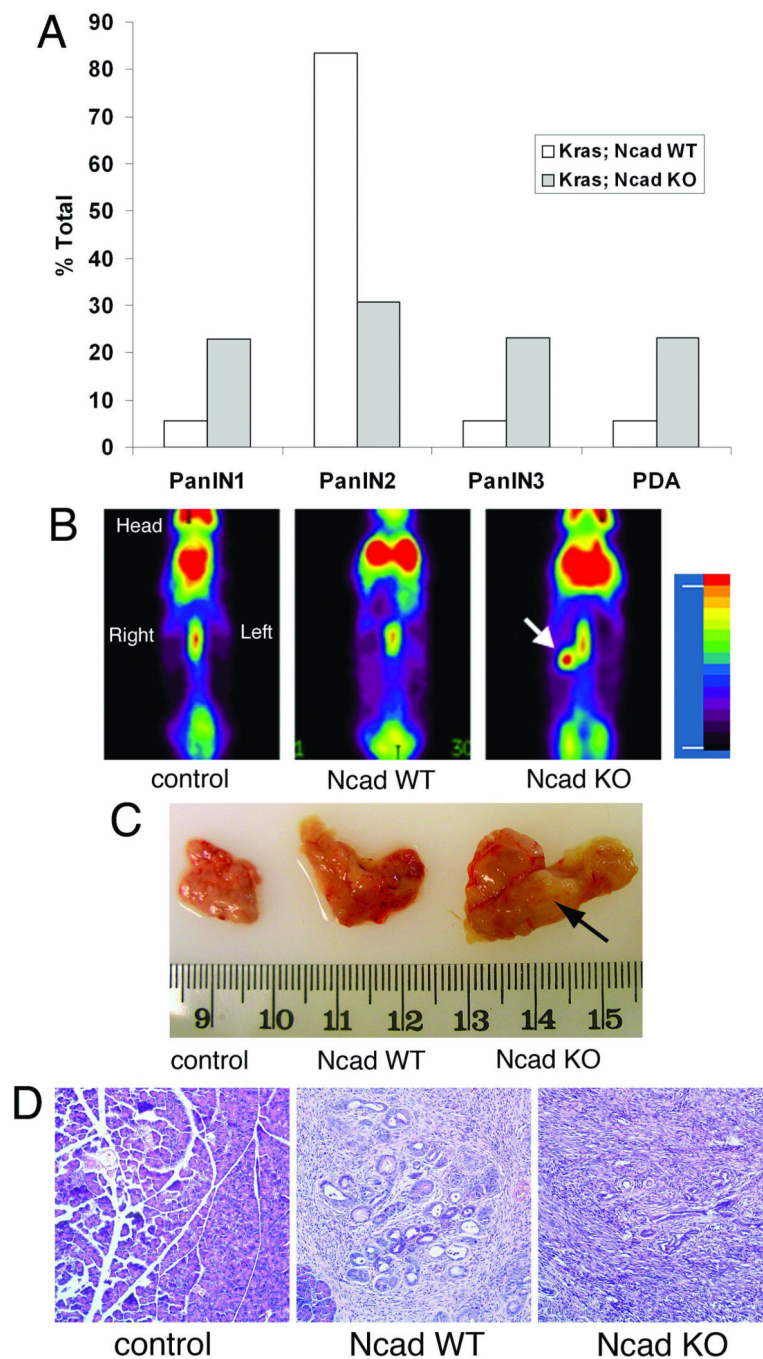 A
90
80
70
60
50
40
30
20
10
0
% Total
Kras; Ncad WT
Kras; Ncad KO
PanIN1 PanIN2 PanIN3 PDA
B
Head
Right Left
1 30
control Ncad WT Ncad KO
C
9 10 11 12 13 14 15
control Ncad WT Ncad KO
D
control Ncad WT Ncad KO